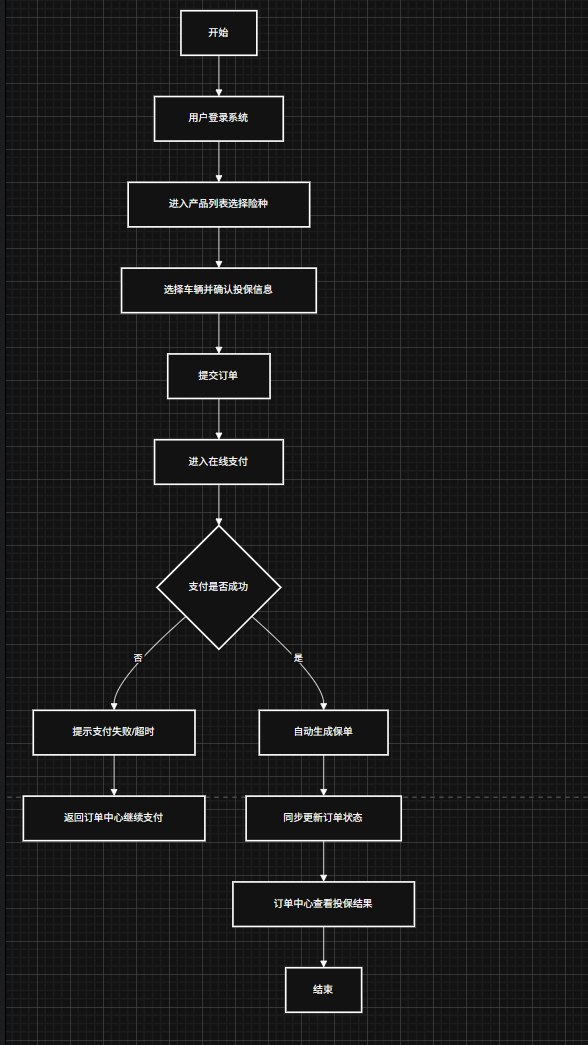 开始
用户登录系统
进入产品列表选择险种
选择车辆并确认投保信息
提交订单
进入在线支付
支付是否成功
否
是
提示支付失败/超时
自动生成保单
返回订单中心继续支付
同步更新订单状态
订单中心查看投保结果
结束